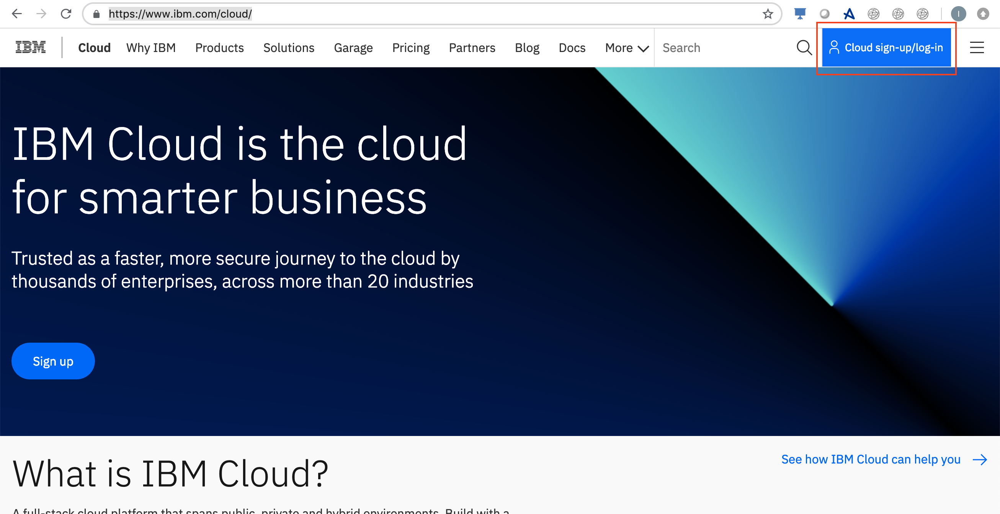 https://www.ibm.com/cloud/
I
IBM Cloud Why IBM Products Solutions Garage Pricing Partners Blog Docs More Search Cloud sign-up/log-in
IBM Cloud is the cloud
for smarter business
Trusted as a faster, more secure journey to the cloud by
thousands of enterprises, across more than 20 industries
Sign up
What is IBM Cloud?
See how IBM Cloud can help you
A full-stack cloud platform that spans public, private and hybrid environments. Build with a